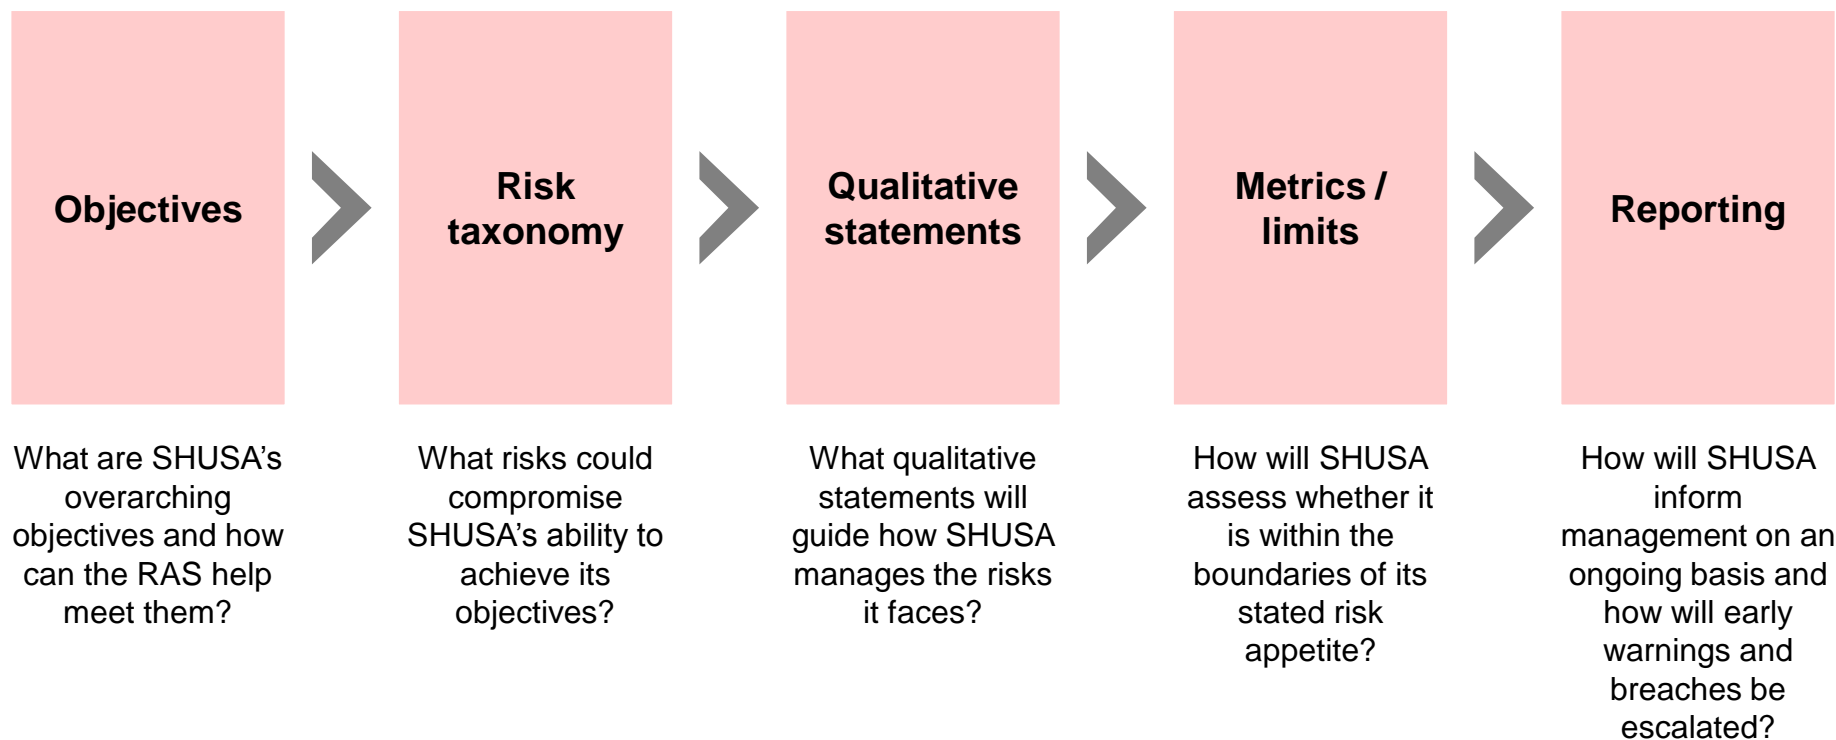 Objectives
Risk
taxonomy
Qualitative
statements
Metrics /
limits
Reporting
What are SHUSA’s
overarching
objectives and how
can the RAS help
meet them?
What risks could
compromise
SHUSA’s ability to
achieve its
objectives?
What qualitative
statements will
guide how SHUSA
manages the risks
it faces?
How will SHUSA
assess whether it
is within the
boundaries of its
stated risk
appetite?
How will SHUSA
inform
management on an
ongoing basis and
how will early
warnings and
breaches be
escalated?